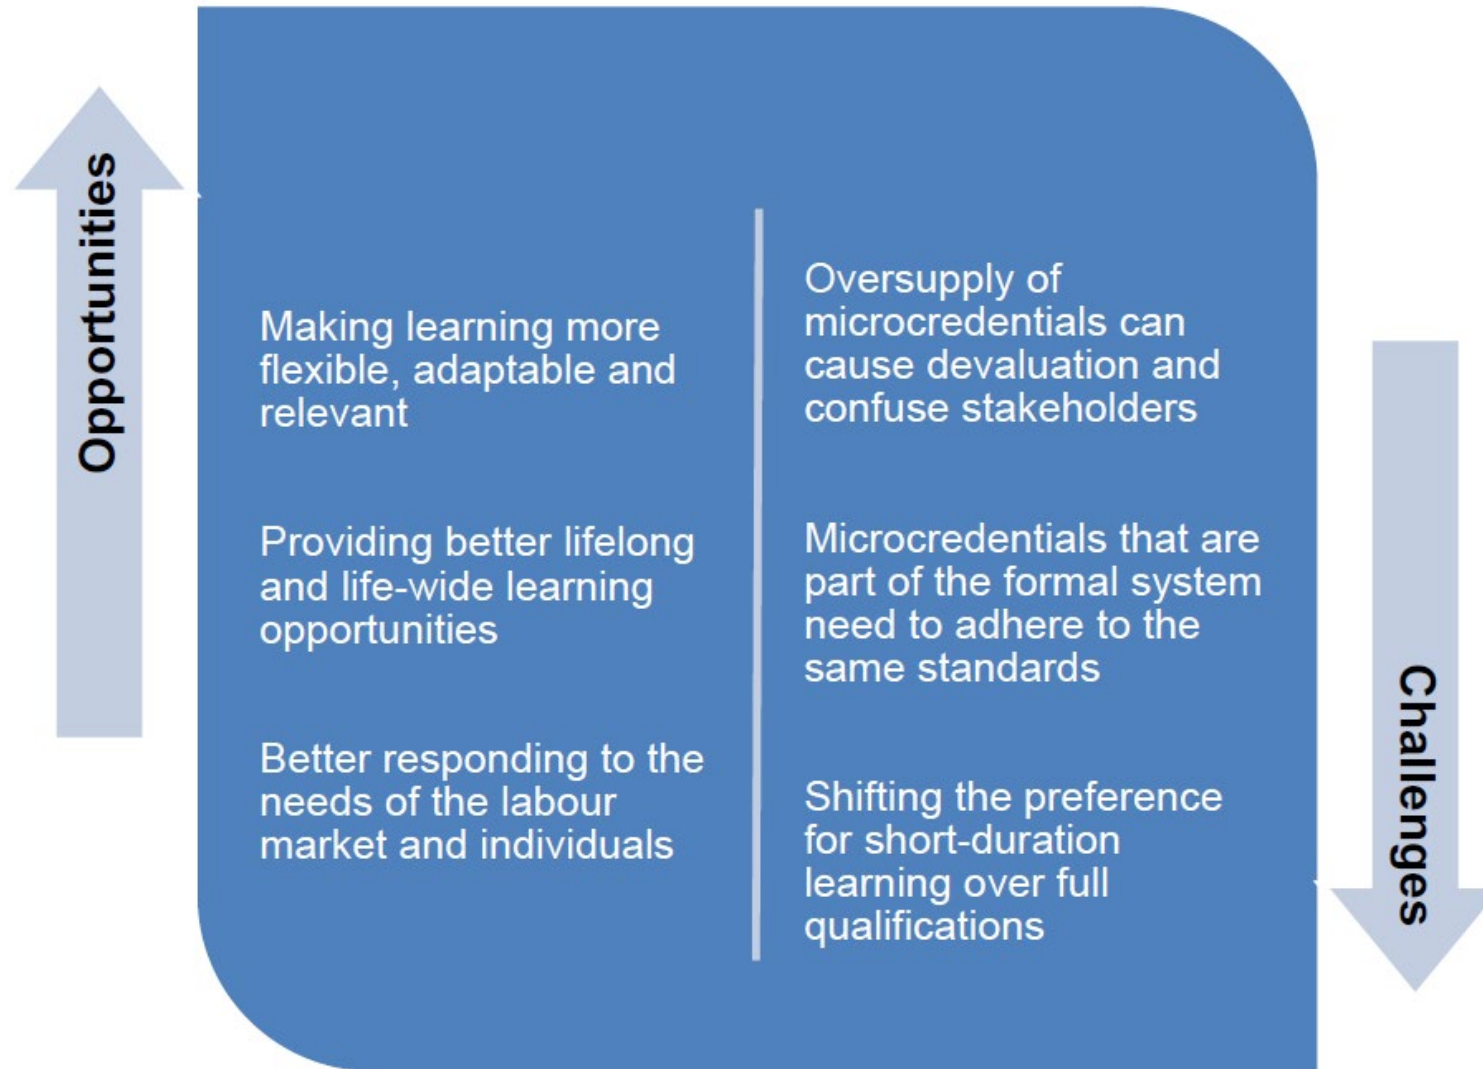 Opportunities
Making learning more
flexible, adaptable and
relevant
Providing better lifelong
and life-wide learning
opportunities
Better responding to the
needs of the labour
market and individuals
Oversupply of
microcredentials can
cause devaluation and
confuse stakeholders
Microcredentials that are
part of the formal system
need to adhere to the
same standards
Shifting the preference
for short-duration
learning over full
qualifications
Challenges